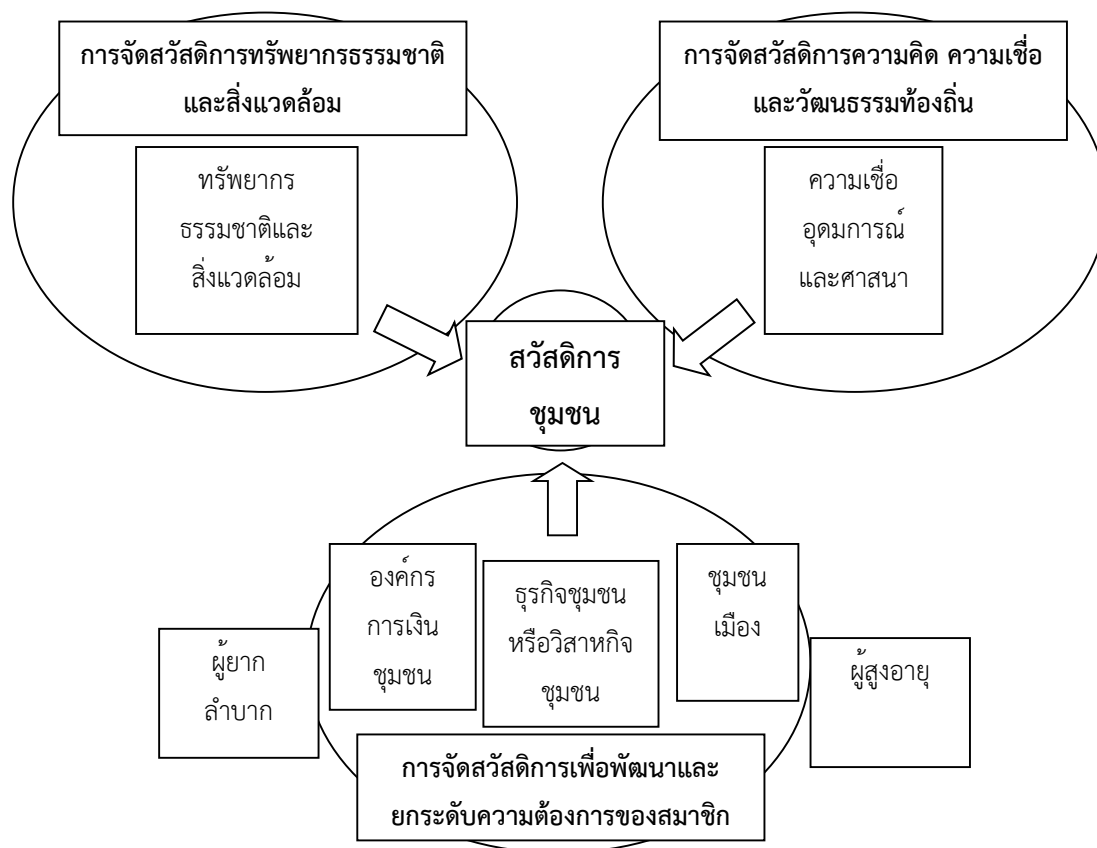 การจัดสวัสดิการทรัพยากรธรรมชาติ
และสิ่งแวดล้อม
ทรัพยากร
ธรรมชาติและ
สิ่งแวดล้อม
การจัดสวัสดิการความคิด ความเชื่อ
และวัฒนธรรมท้องถิ่น
ความเชื่อ
อุดมการณ์
และศาสนา
สวัสดิการ
ชุมชน
ผู้ยาก
ลำบาก
องค์กร
การเงิน
ชุมชน
ธุรกิจชุมชน
หรือวิสาหกิจ
ชุมชน
ชุมชน
เมือง
ผู้สูงอายุ
การจัดสวัสดิการเพื่อพัฒนาและ
ยกระดับความต้องการของสมาชิก